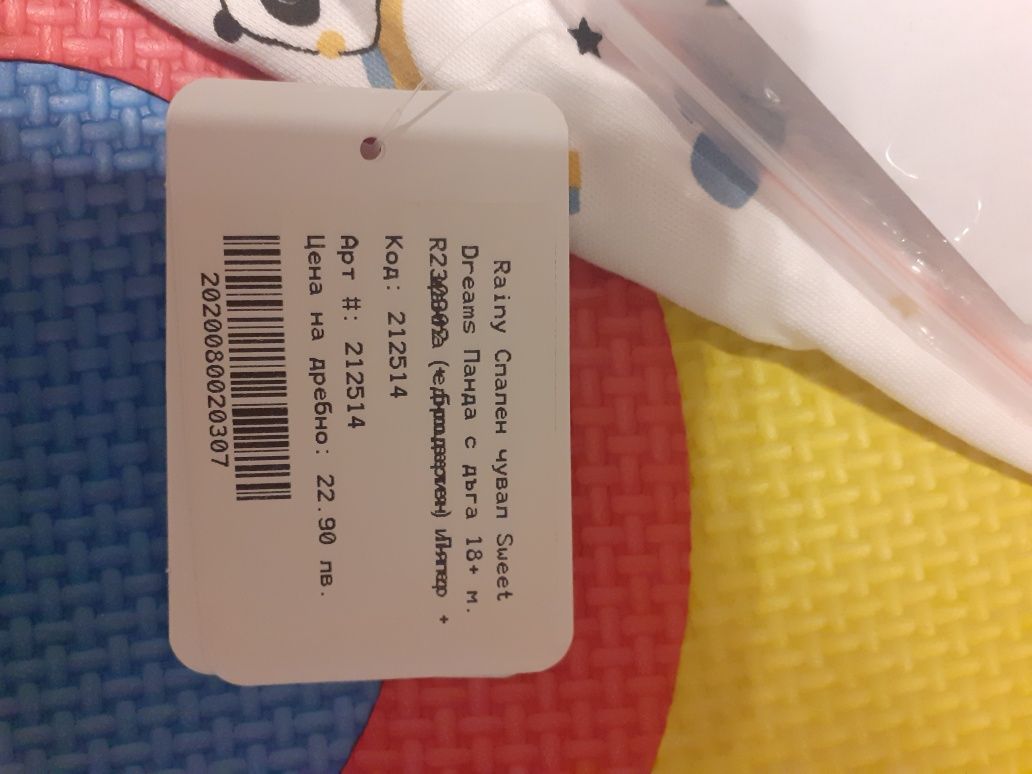 Rainy Спален чувал Sweet
Dreams Панда с дъга 18+ м.
Код: 212514
Арт #: 212514
Цена на дребно: 22.90 лв.
2020080020307